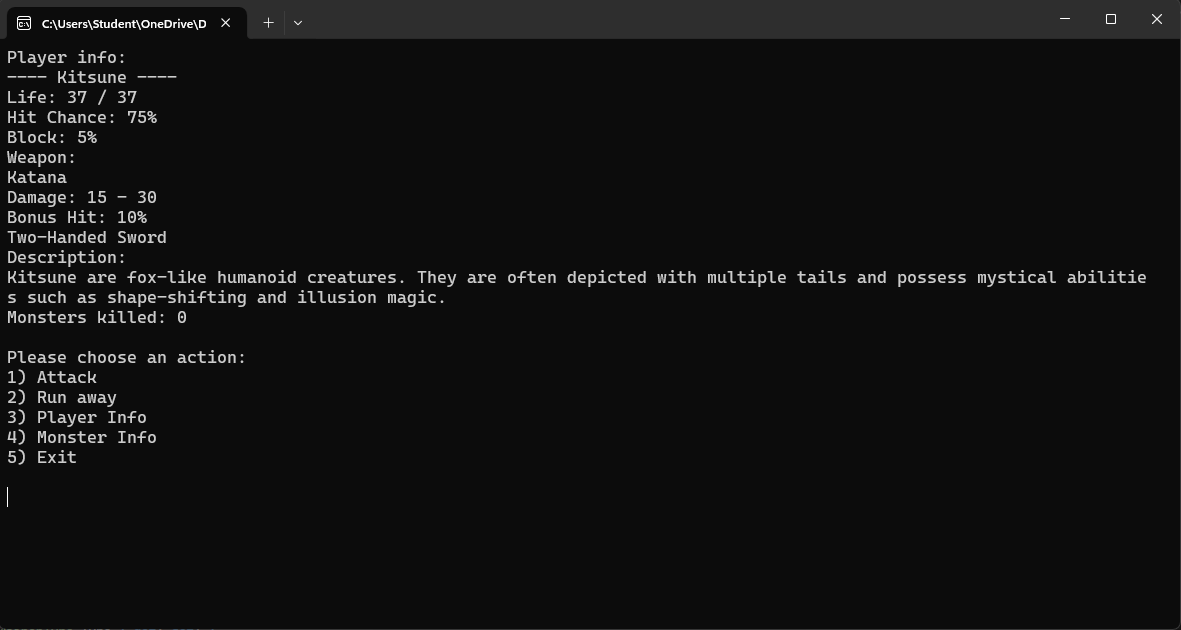 C:\Users\Student\OneDrive\D
Player info:
---- Kitsune ----
Life: 37 / 37
Hit Chance: 75%
Block: 5%
Weapon:
Katana
Damage: 15 - 30
Bonus Hit: 10%
Two-Handed Sword
Description:
Kitsune are fox-like humanoid creatures. They are often depicted with multiple tails and possess mystical abilitie
s such as shape-shifting and illusion magic.
Monsters killed: 0
Please choose an action:
1) Attack
2) Run away
3) Player Info
4) Monster Info
5) Exit